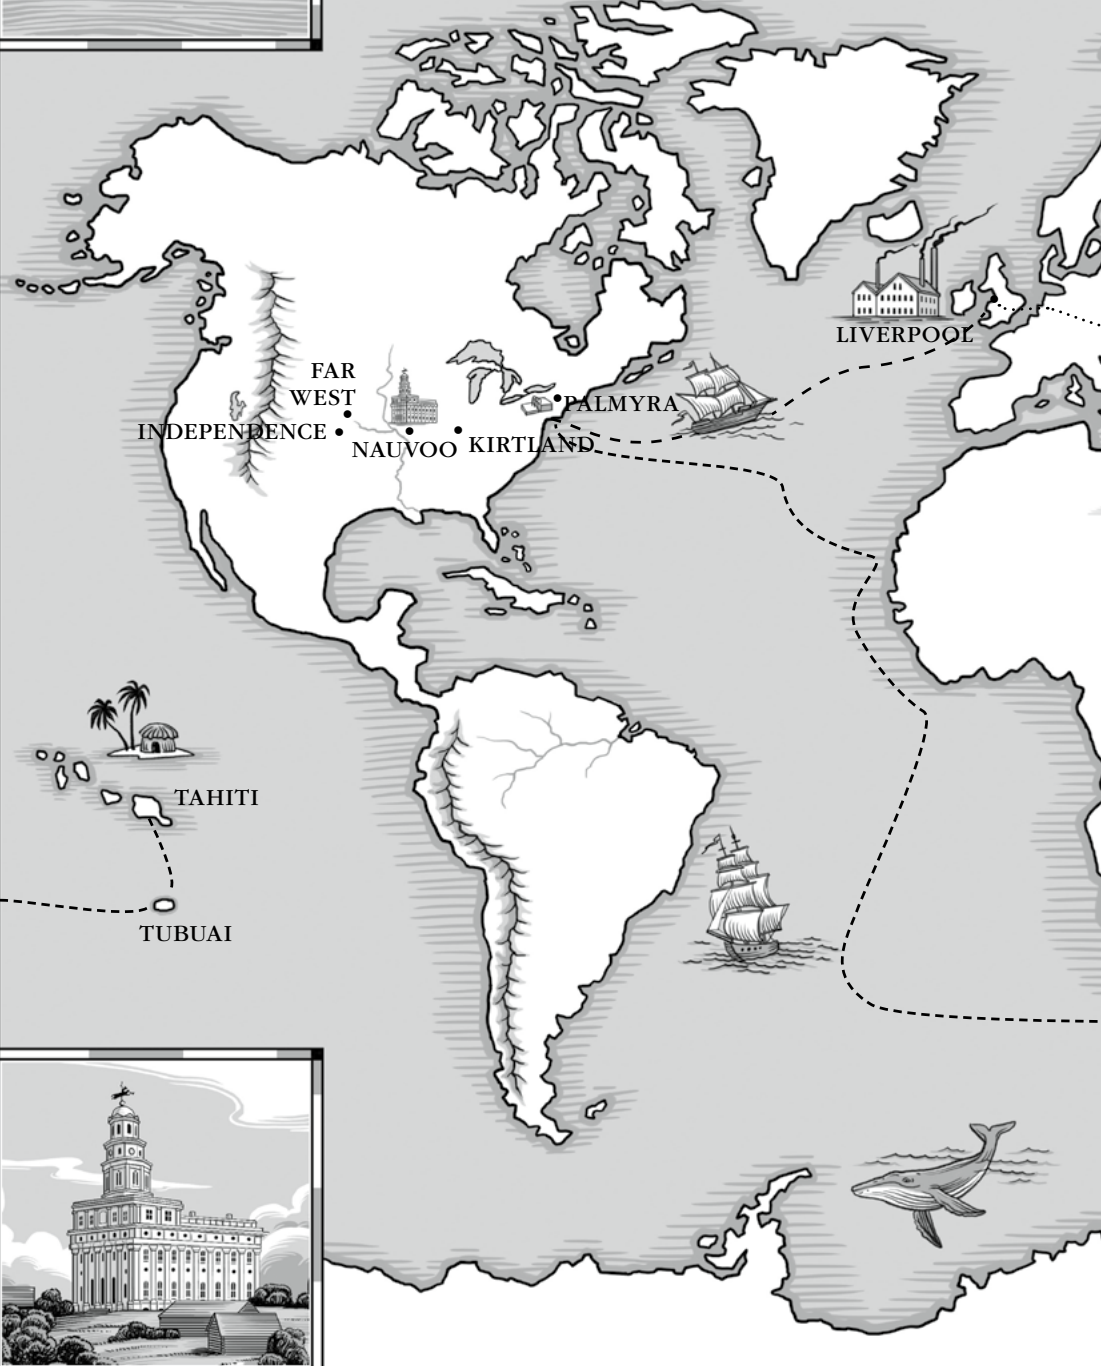 LIVERPOOL
FAR
WEST
PALMYRA
INDEPENDENCE
NAUVOO
KIRTLAND
TAHITI
TUBUAI